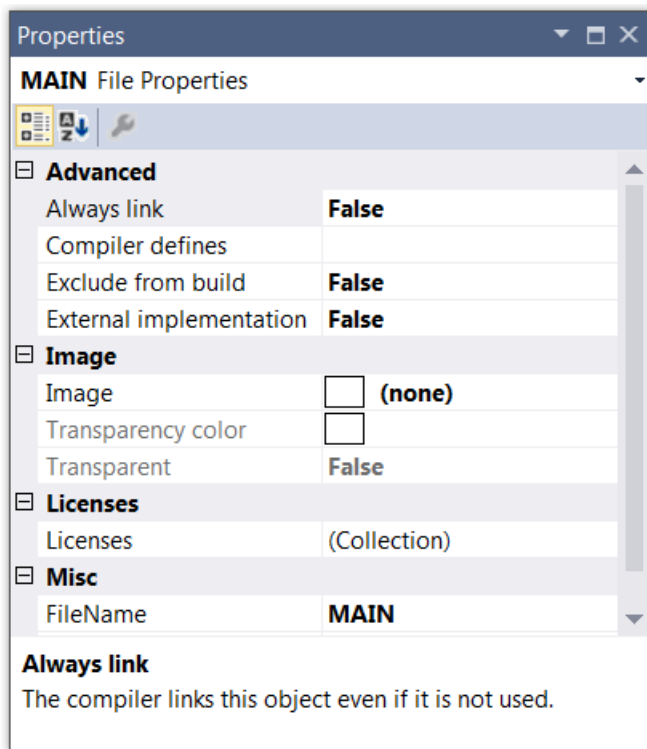 Properties
MAIN File Properties
Advanced
Always link False
Compiler defines
Exclude from build False
External implementation False
Image
Image (none)
Transparency color
Transparent False
Licenses
Licenses (Collection)
Misc
FileName MAIN
Always link
The compiler links this object even if it is not used.